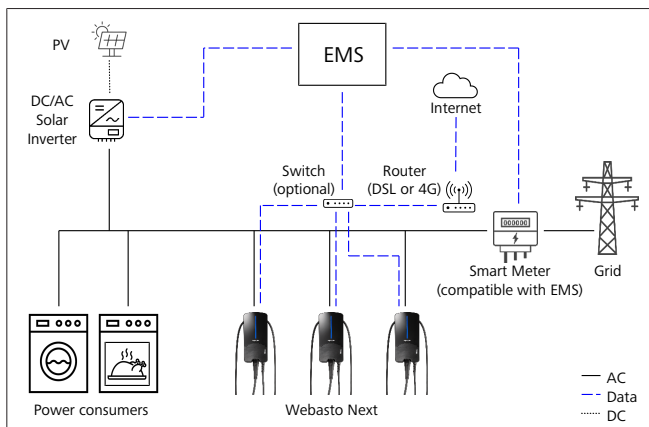 PV
EMS
DC/AC
Solar
Inverter
Internet
Switch
(optional)
Router
(DSL or 4G)
Smart Meter
(compatible with EMS)
Grid
Power consumers
Webasto Next
AC
Data
DC